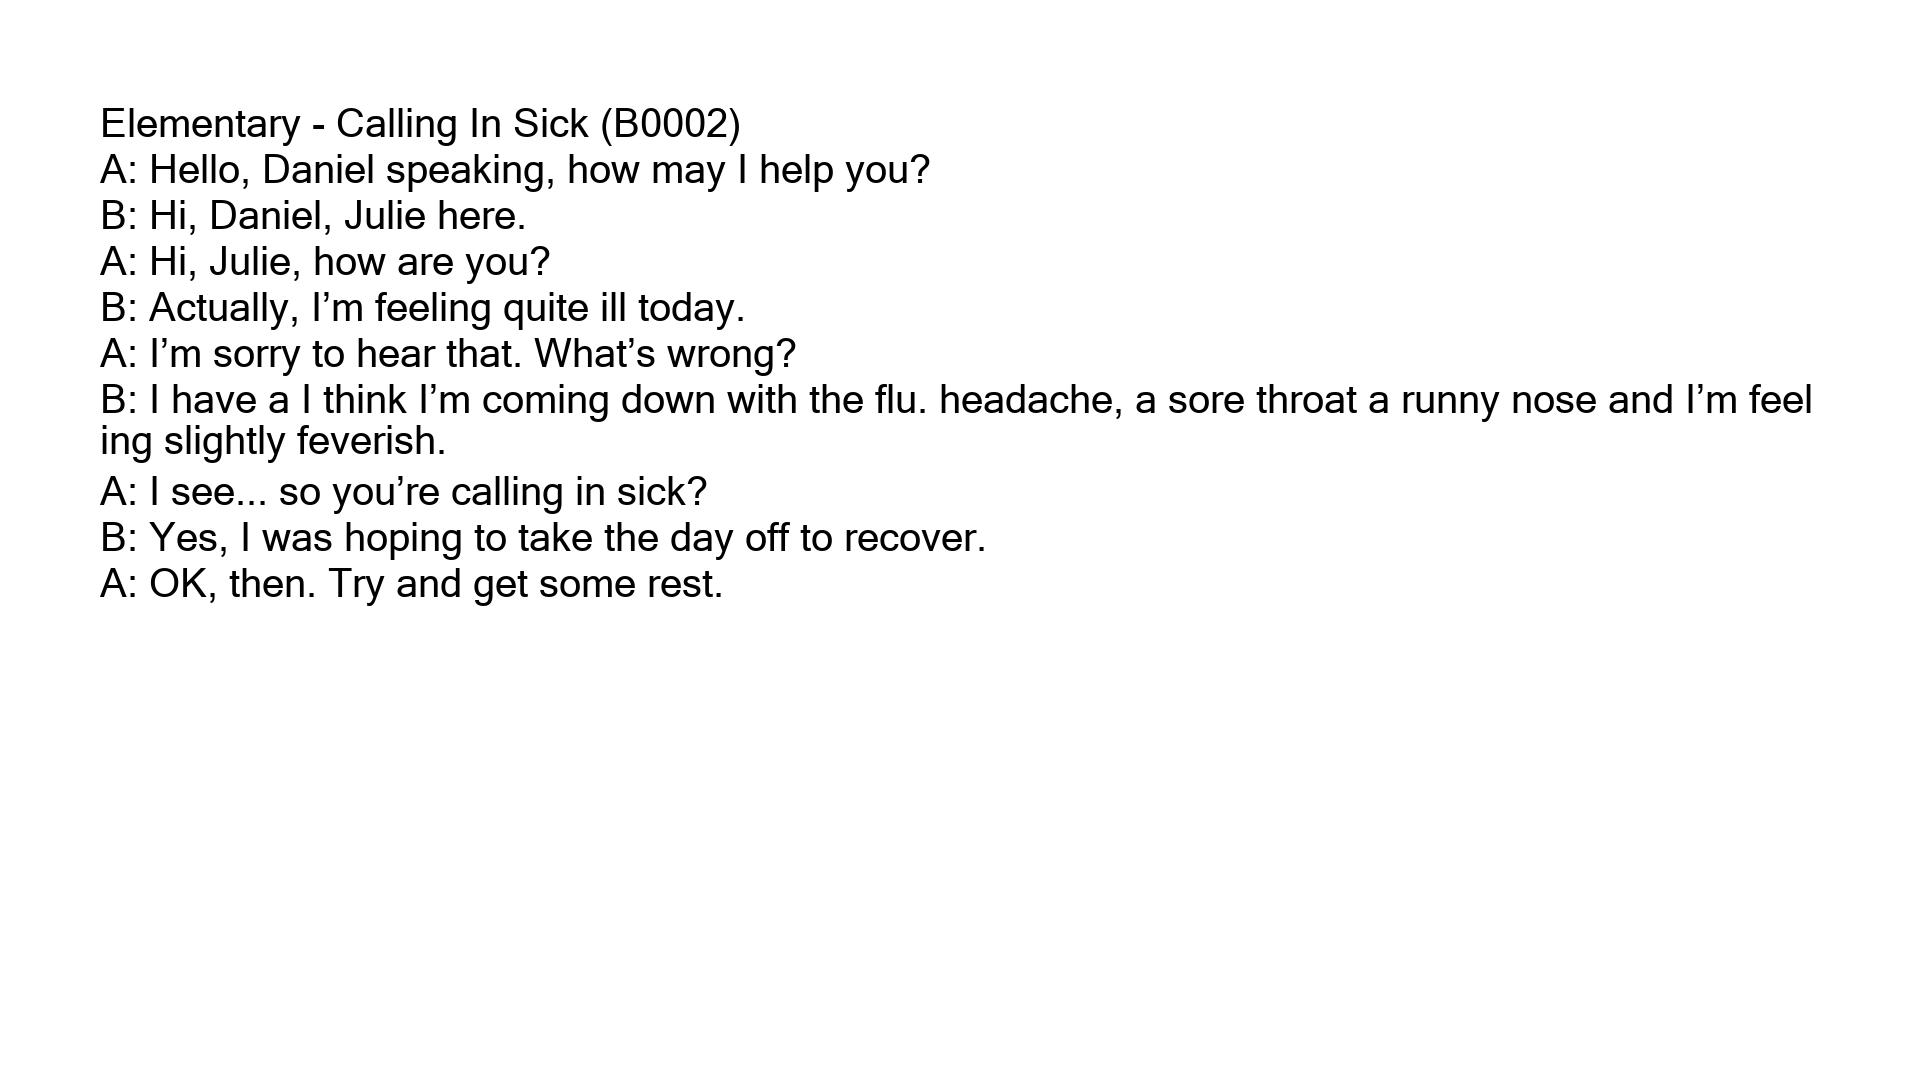 Elementary - Calling In Sick (B0002)
A: Hello, Daniel speaking, how may I help you?
B: Hi, Daniel, Julie here.
A: Hi, Julie, how are you?
B: Actually, I’m feeling quite ill today.
A: I’m sorry to hear that. What’s wrong?
B: I have a I think I’m coming down with the flu. headache, a sore throat a runny nose and I’m feel
ing slightly feverish.
A: I see... so you’re calling in sick?
B: Yes, I was hoping to take the day off to recover.
A: OK, then. Try and get some rest.